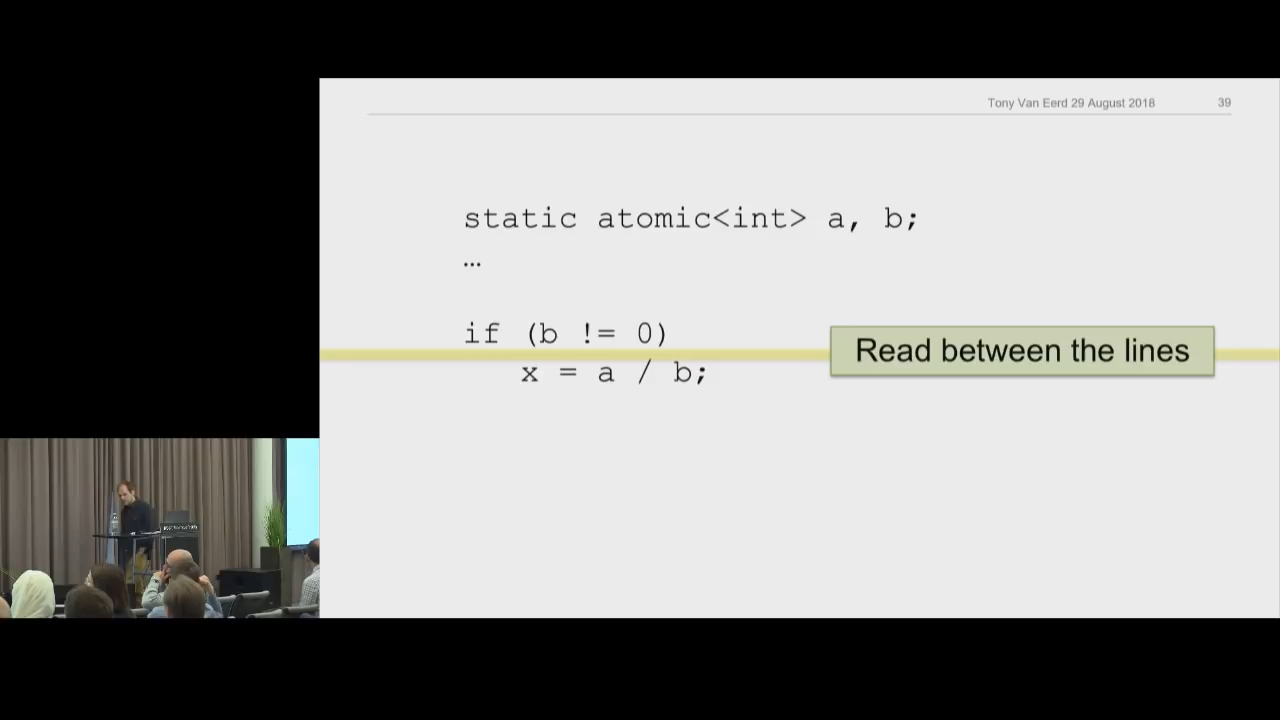 Tony Van Eerd 29 August 2018 39
static atomic<int> a, b;
…
if (b != 0)
x = a / b;
Read between the lines